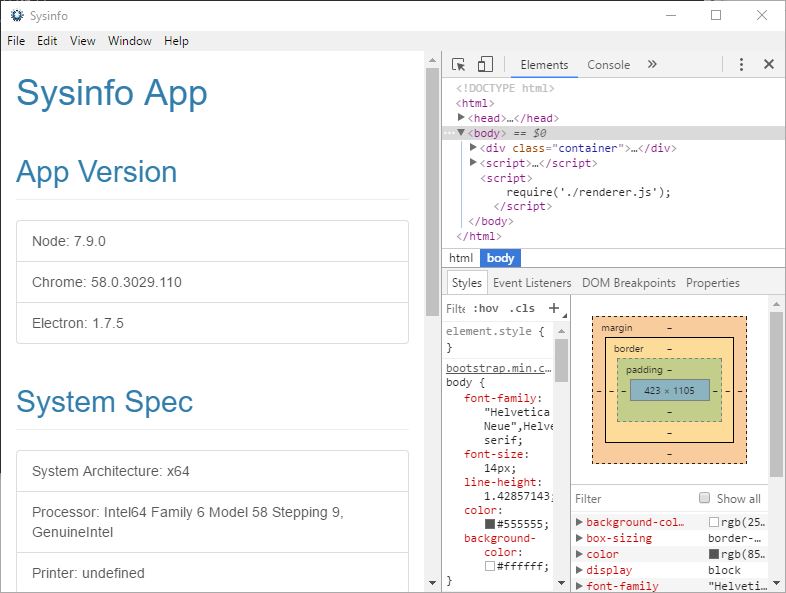 Sysinfo
File Edit View Window Help
Sysinfo App
App Version
Node: 7.9.0
Chrome: 58.0.3029.110
Electron: 1.7.5
System Spec
System Architecture: x64
Processor: Intel64 Family 6 Model 58 Stepping 9,
GenuineIntel
Printer: undefined
Elements Console »
<!DOCTYPE html>
<html>
<head>…</head>
… <body> == $0
<div class="container">…</div>
<script>…</script>
<script>
require('./renderer.js');
</script>
</body>
</html>
html body
Styles Event Listeners DOM Breakpoints Properties
Filte :hov .cls +
element.style {
}
bootstrap.min.c…
body {
font-family:
"Helvetica
Neue",Helve
serif;
font-size:
14px;
line-height:
1.42857143;
color:
#555555;
background-
color:
#ffffff;
}
margin –
border –
padding –
– – – 423 × 1105 – – –
–
–
–
Filter Show all
background-col… rgb(25…
box-sizing border-…
color rgb(85…
display block
font-family "Helveti…